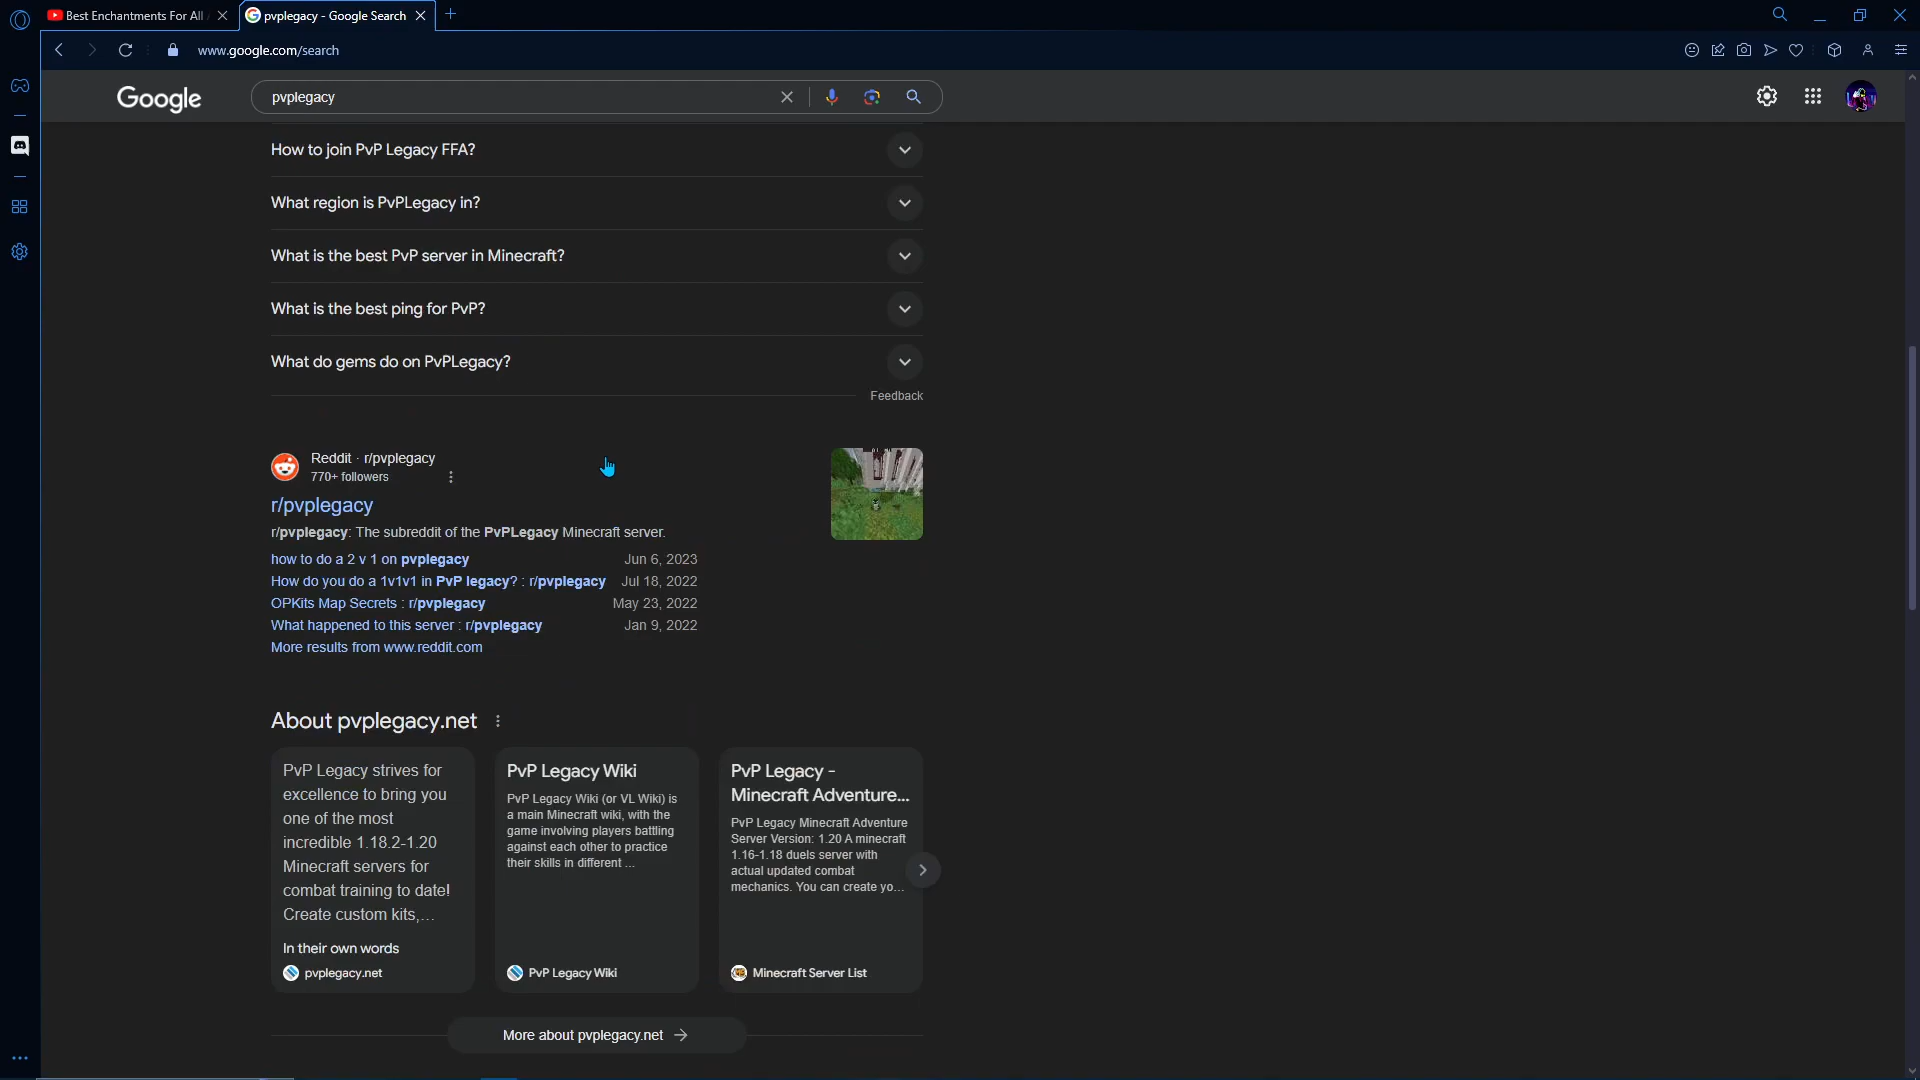 Best Enchantments For All
pvplegacy - Google Search
www.google.com/search
Google
pvplegacy
How to join PvP Legacy FFA?
What region is PvPLegacy in?
What is the best PvP server in Minecraft?
What is the best ping for PvP?
What do gems do on PvPLegacy?
Feedback
Reddit · r/pvplegacy
770+ followers
r/pvplegacy
r/pvplegacy: The subreddit of the PvPLegacy Minecraft server.
how to do a 2 v 1 on pvplegacy Jun 6, 2023
How do you do a 1v1v1 in PvP legacy? : r/pvplegacy Jul 18, 2022
OPKits Map Secrets : r/pvplegacy May 23, 2022
What happened to this server : r/pvplegacy Jan 9, 2022
More results from www.reddit.com
About pvplegacy.net
PvP Legacy strives for
excellence to bring you
one of the most
incredible 1.18.2-1.20
Minecraft servers for
combat training to date!
Create custom kits,...
In their own words
pvplegacy.net
PvP Legacy Wiki
PvP Legacy Wiki (or VL Wiki) is
a main Minecraft wiki, with the
game involving players battling
against each other to practice
their skills in different ...
PvP Legacy Wiki
PvP Legacy -
Minecraft Adventure...
PvP Legacy Minecraft Adventure
Server Version: 1.20 A minecraft
1.16-1.18 duels server with
actual updated combat
mechanics. You can create yo...
Minecraft Server List
More about pvplegacy.net